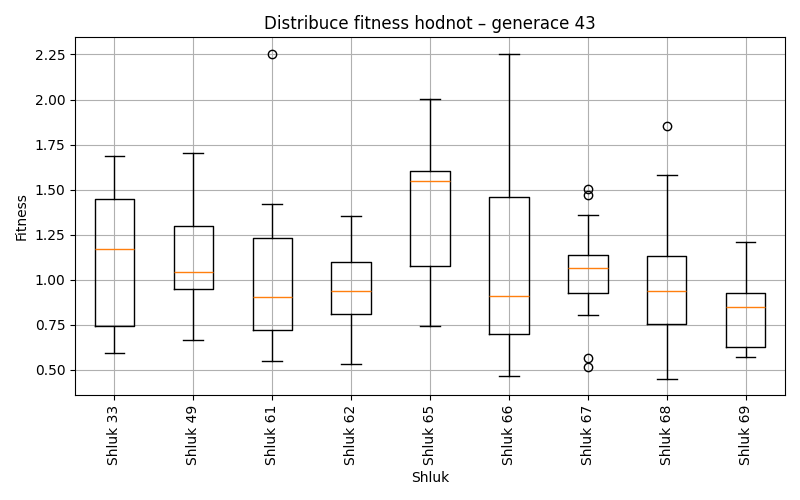 Distribuce fitness hodnot – generace 43
Fitness
2.25
2.00
1.75
1.50
1.25
1.00
0.75
0.50
Shluk 33
Shluk 49
Shluk 61
Shluk 62
Shluk 65
Shluk 66
Shluk 67
Shluk 68
Shluk 69
Shluk